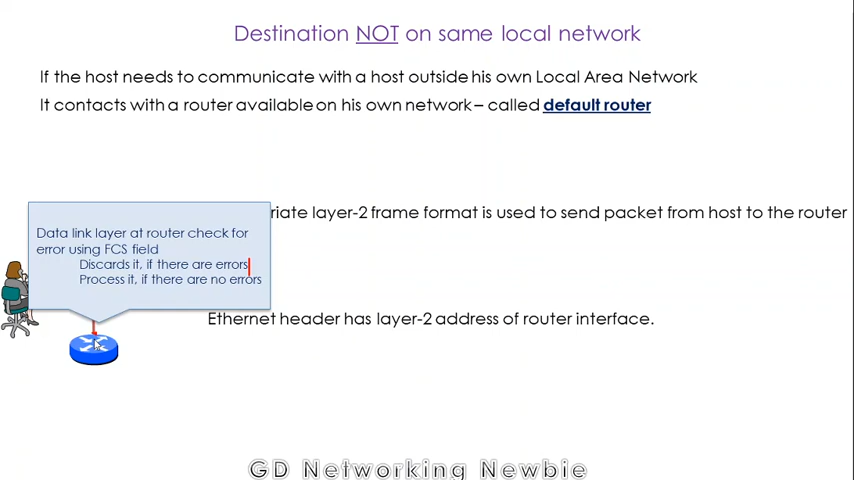 Destination NOT on same local network
If the host needs to communicate with a host outside his own Local Area Network
It contacts with a router available on his own network – called default router
layer-2 frame format is used to send packet from host to the router
Data link layer at router check for
error using FCS field
Discards it, if there are errors
Process it, if there are no errors
Ethernet header has layer-2 address of router interface.
GD Networking Newbie